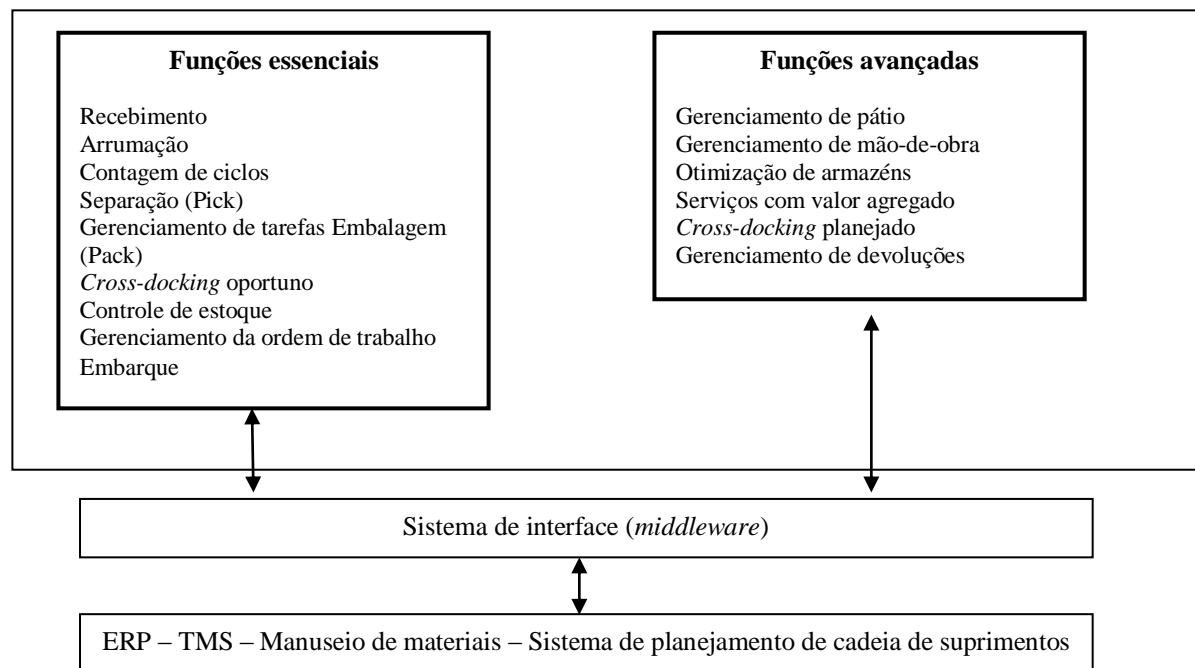 Funções essenciais
Recebimento
Arrumação
Contagem de ciclos
Separação (Pick)
Gerenciamento de tarefas Embalagem
(Pack)
Cross-docking oportuno
Controle de estoque
Gerenciamento da ordem de trabalho
Embarque
Funções avançadas
Gerenciamento de pátio
Gerenciamento de mão-de-obra
Otimização de armazéns
Serviços com valor agregado
Cross-docking planejado
Gerenciamento de devoluções
Sistema de interface (middleware)
ERP – TMS – Manuseio de materiais – Sistema de planejamento de cadeia de suprimentos